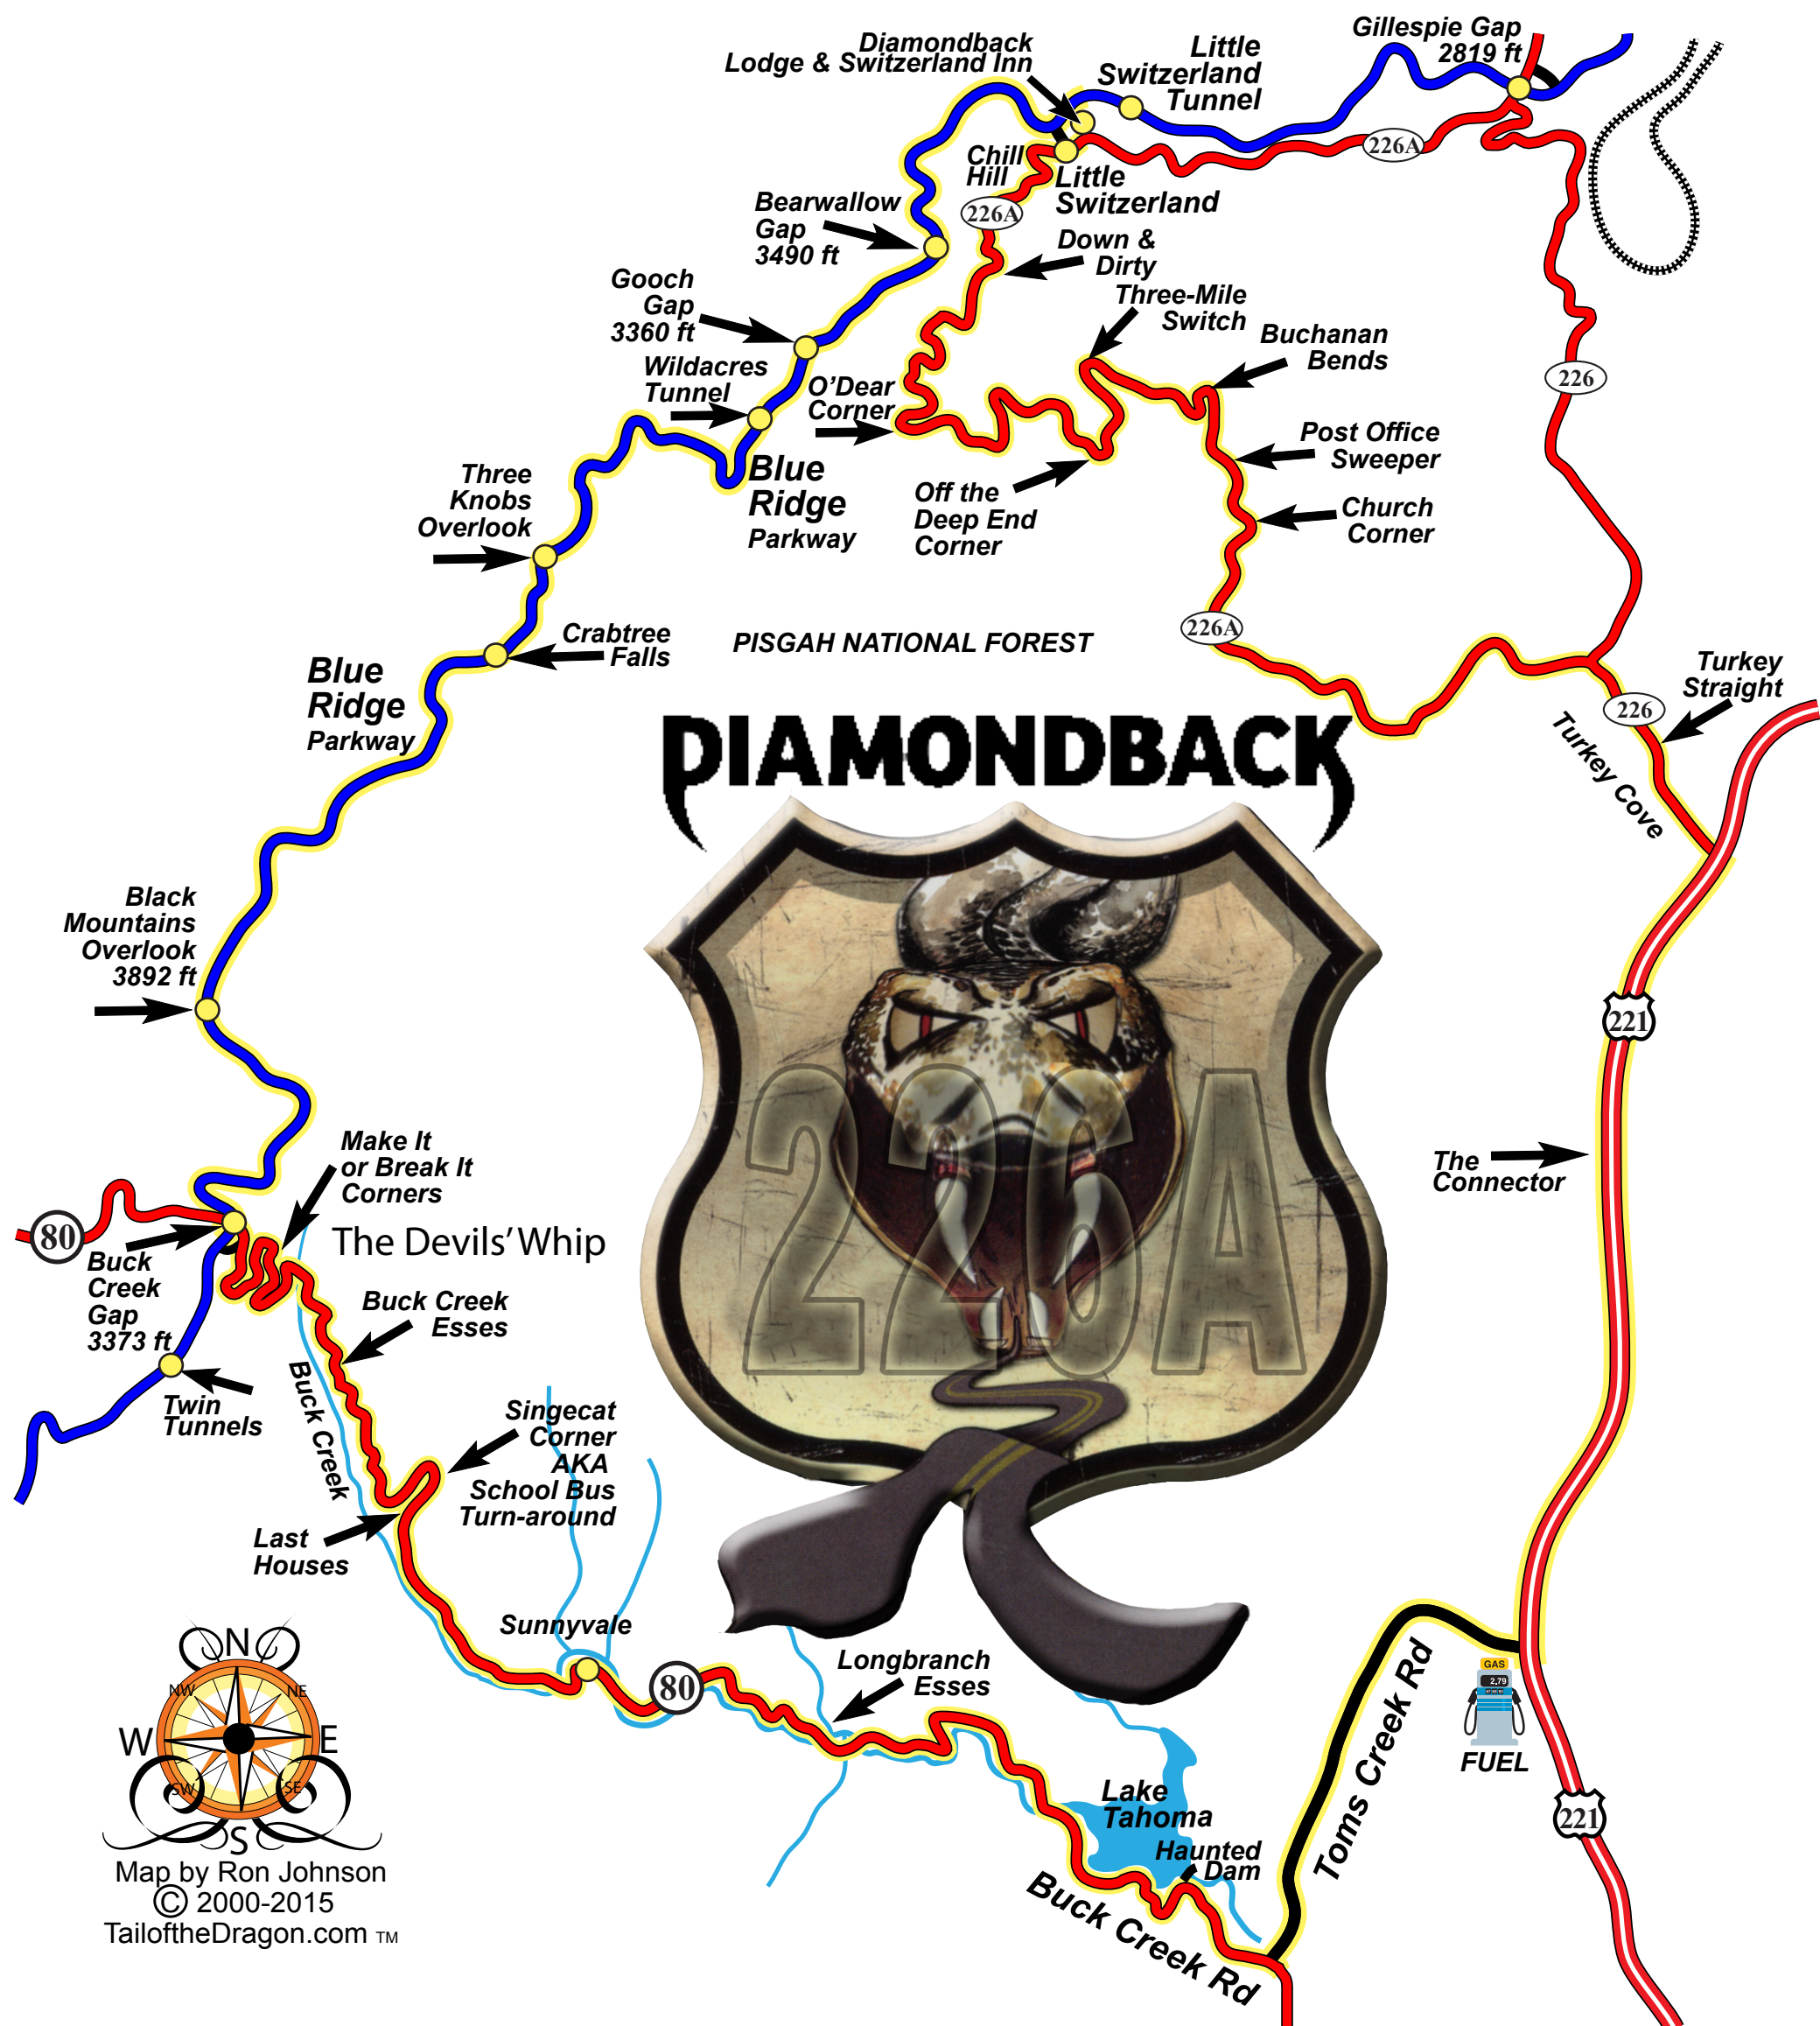 Gillespie Gap
2819 ft
Diamondback
Lodge & Switzerland Inn
Little
Switzerland
Tunnel
226A
Chill
Hill
Little
Switzerland
226A
Bearwallow
Gap
3490 ft
Down &
Dirty
Gooch
Gap
3360 ft
Three-Mile
Switch
Buchanan
Bends
Wildacres
Tunnel
O'Dear
Corner
226
Post Office
Sweeper
Blue
Ridge
Parkway
Three
Knobs
Overlook
Off the
Deep End
Corner
Church
Corner
226A
Crabtree
Falls
PISGAH NATIONAL FOREST
Blue
Ridge
Parkway
Turkey
Straight
226
Turkey Cove
DIAMONDBACK
226A
Black
Mountains
Overlook
3892 ft
221
Make It
or Break It
Corners
The
Connector
80
The Devils' Whip
Buck
Creek
Gap
3373 ft
Buck Creek
Esses
Twin
Tunnels
Buck Creek
Singecat
Corner
AKA
School Bus
Turn-around
Last
Houses
Sunnyvale
80
Longbranch
Esses
Toms Creek Rd
GAS
2.79
FUEL
221
Lake
Tahoma
Haunted
Dam
Buck Creek Rd
N
NW
NE
W
E
SW
SE
S
Map by Ron Johnson
© 2000-2015
TailoftheDragon.com TM